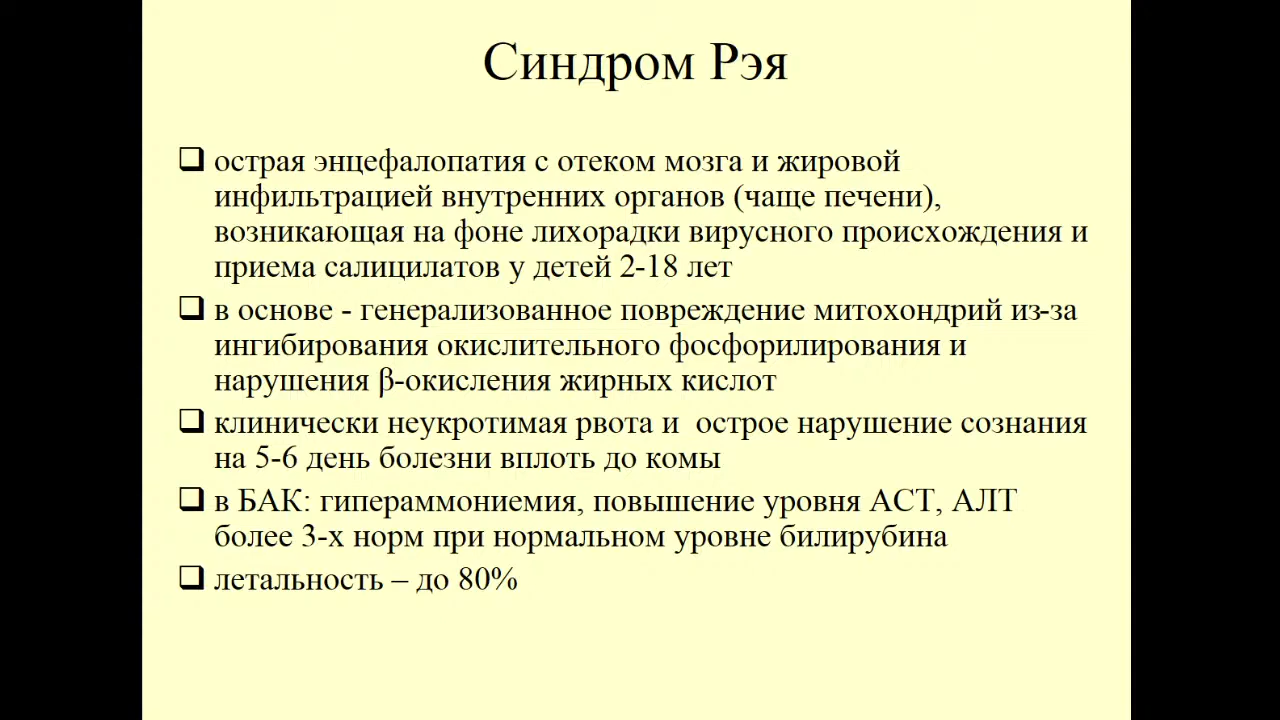 Синдром Рэя
острая энцефалопатия с отеком мозга и жировой
инфильтрацией внутренних органов (чаще печени),
возникающая на фоне лихорадки вирусного происхождения и
приема салицилатов у детей 2-18 лет
в основе - генерализованное повреждение митохондрий из-за
ингибирования окислительного фосфорилирования и
нарушения β-окисления жирных кислот
клинически неукротимая рвота и  острое нарушение сознания
на 5-6 день болезни вплоть до комы
в БАК: гипераммониемия, повышение уровня АСТ, АЛТ
более 3-х норм при нормальном уровне билирубина
летальность – до 80%